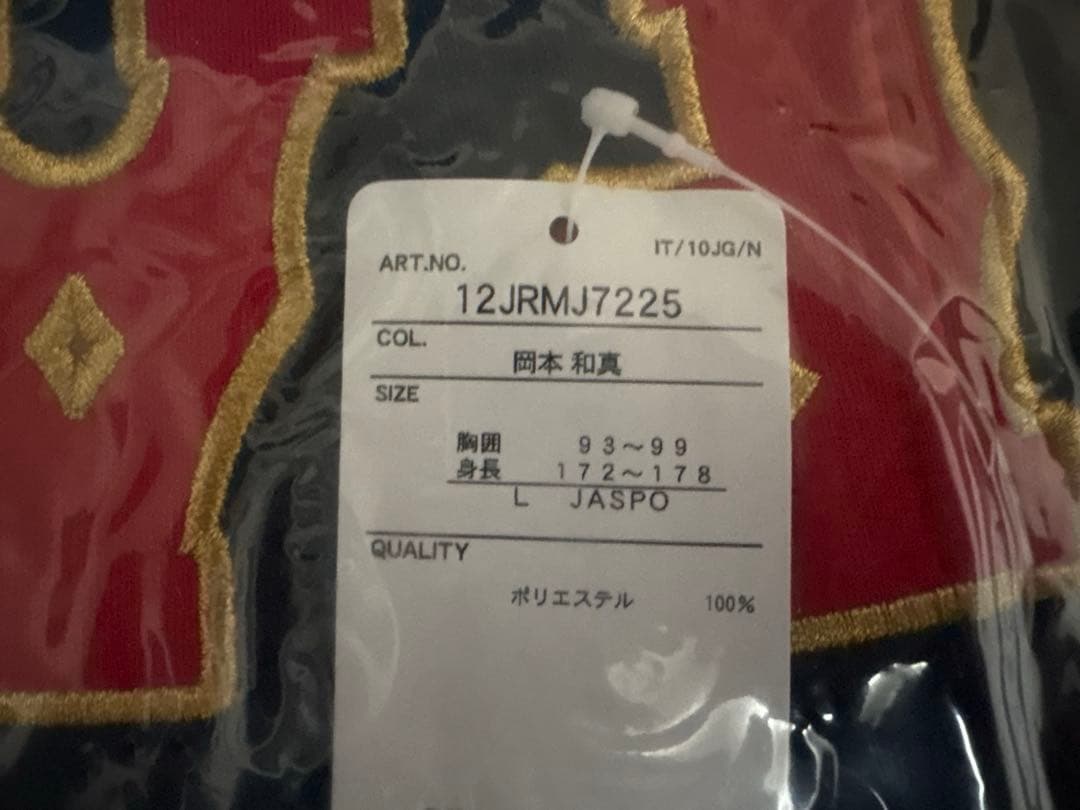 IT/10JG/N
ART.NO.
12JRMJ7225
COL.
岡本 和真
SIZE
胸囲 93〜99
身長 172〜178
L JASPO
QUALITY
ポリエステル 100%